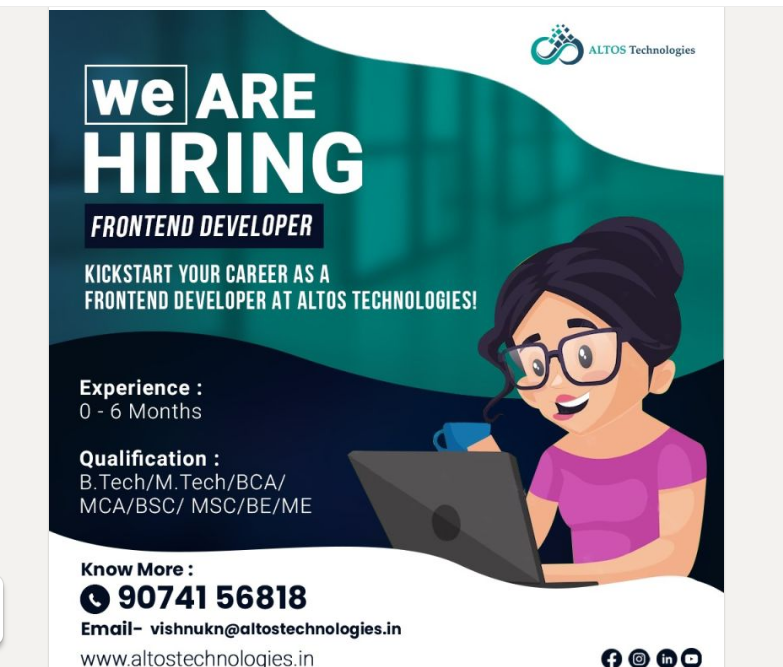 ALTOS Technologies
we ARE
HIRING
FRONTEND DEVELOPER
KICKSTART YOUR CAREER AS A
FRONTEND DEVELOPER AT ALTOS TECHNOLOGIES!
Experience :
0 - 6 Months
Qualification :
B.Tech/M.Tech/BCA/
MCA/BSC/ MSC/BE/ME
Know More :
90741 56818
Email- vishnukn@altostechnologies.in
www.altostechnologies.in